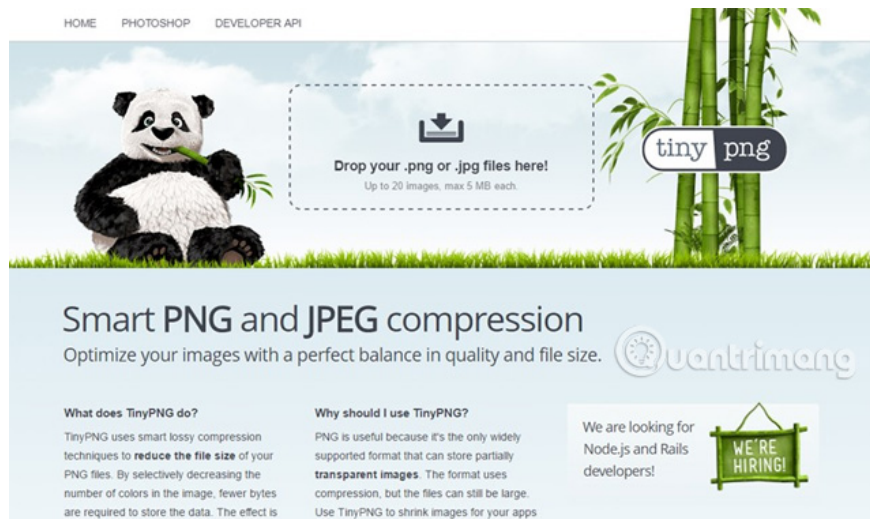 HOME PHOTOSHOP DEVELOPER API
Drop your .png or .jpg files here!
Up to 20 images, max 5 MB each.
tiny png
Smart PNG and JPEG compression
Optimize your images with a perfect balance in quality and file size.
Quantrimang
What does TinyPNG do?
TinyPNG uses smart lossy compression
techniques to reduce the file size of your
PNG files. By selectively decreasing the
number of colors in the image, fewer bytes
are required to store the data. The effect is
Why should I use TinyPNG?
PNG is useful because it's the only widely
supported format that can store partially
transparent images. The format uses
compression, but the files can still be large.
Use TinyPNG to shrink images for your apps
We are looking for
Node.js and Rails
developers!
WE'RE
HIRING!